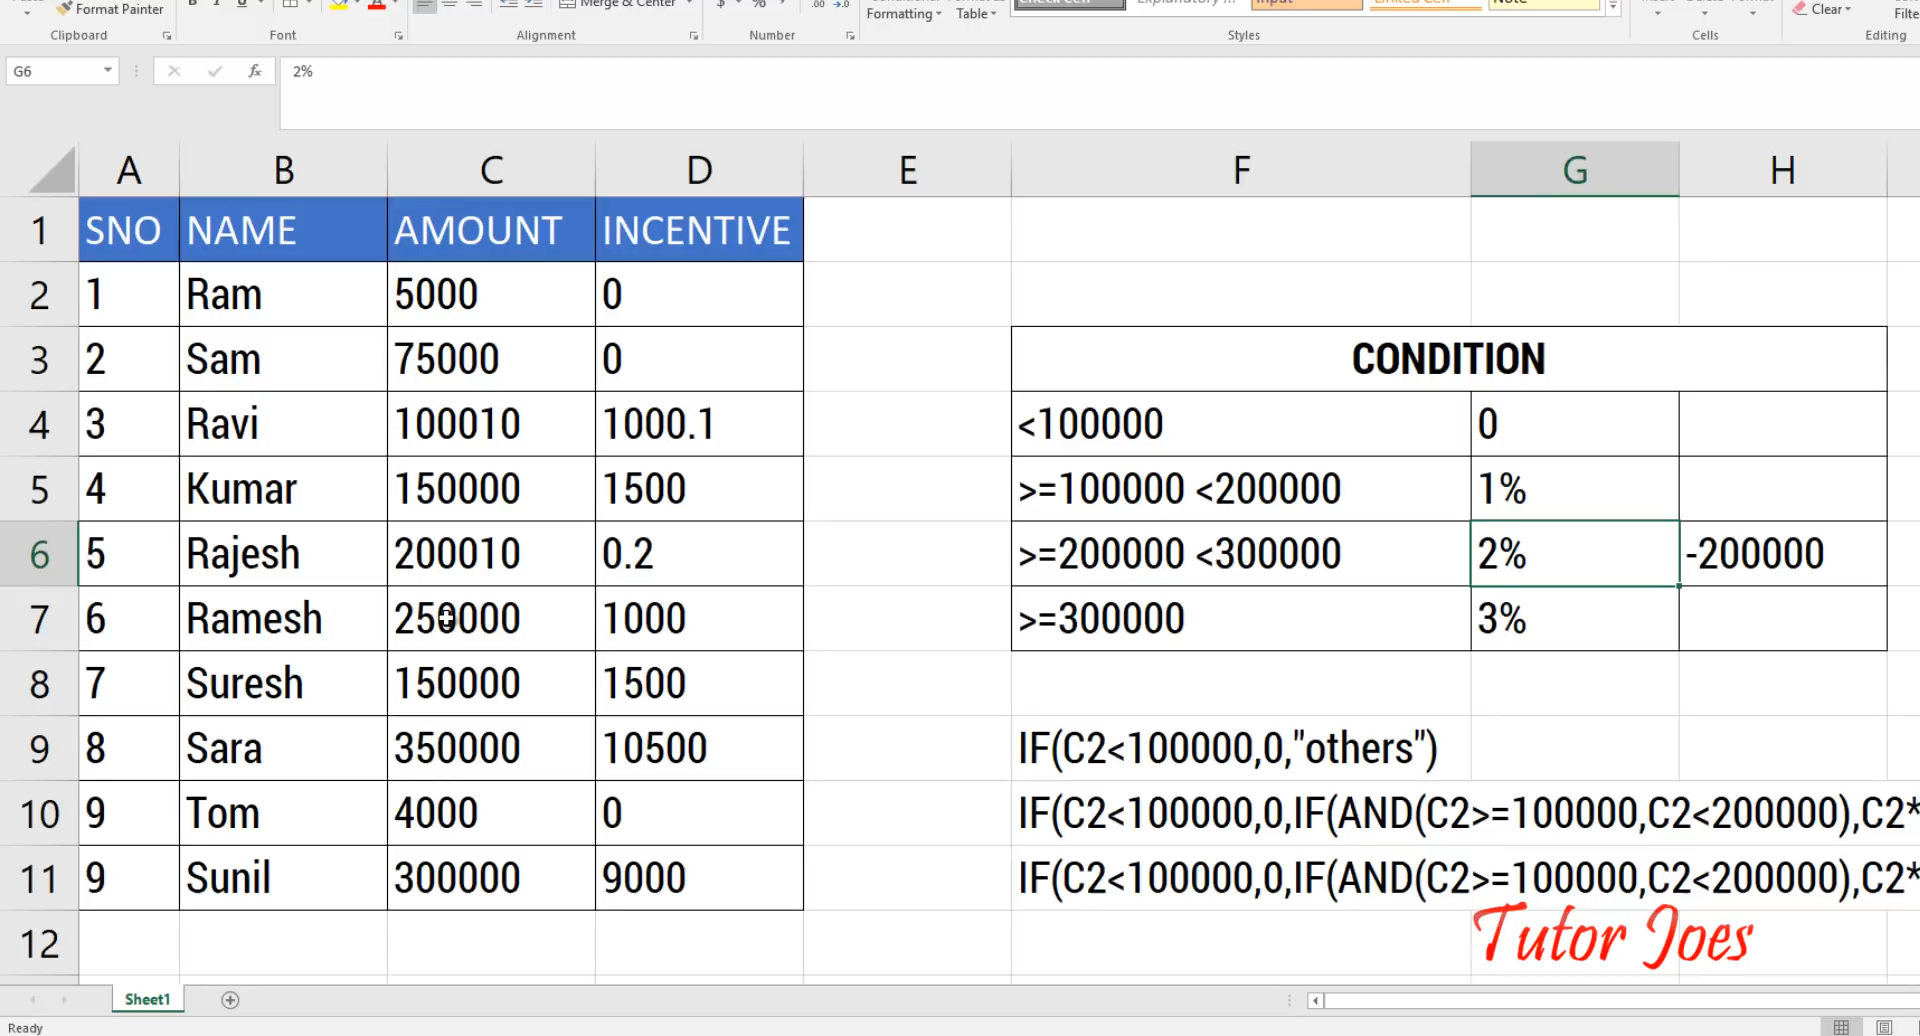 Format Painter
Merge & Center
Formatting
Table
Clear
Clipboard
Font
Alignment
Number
Styles
Cells
Editing
G6
fx
2%
A B C D E F G H
1 SNO NAME AMOUNT INCENTIVE
2 1 Ram 5000 0
3 2 Sam 75000 0 CONDITION
4 3 Ravi 100010 1000.1 <100000 0
5 4 Kumar 150000 1500 >=100000 <200000 1%
6 5 Rajesh 200010 0.2 >=200000 <300000 2% -200000
7 6 Ramesh 250000 1000 >=300000 3%
8 7 Suresh 150000 1500
9 8 Sara 350000 10500 IF(C2<100000,0,"others")
10 9 Tom 4000 0 IF(C2<100000,0,IF(AND(C2>=100000,C2<200000),C2*
11 9 Sunil 300000 9000 IF(C2<100000,0,IF(AND(C2>=100000,C2<200000),C2*
12
Tutor Joes
Sheet1
Ready